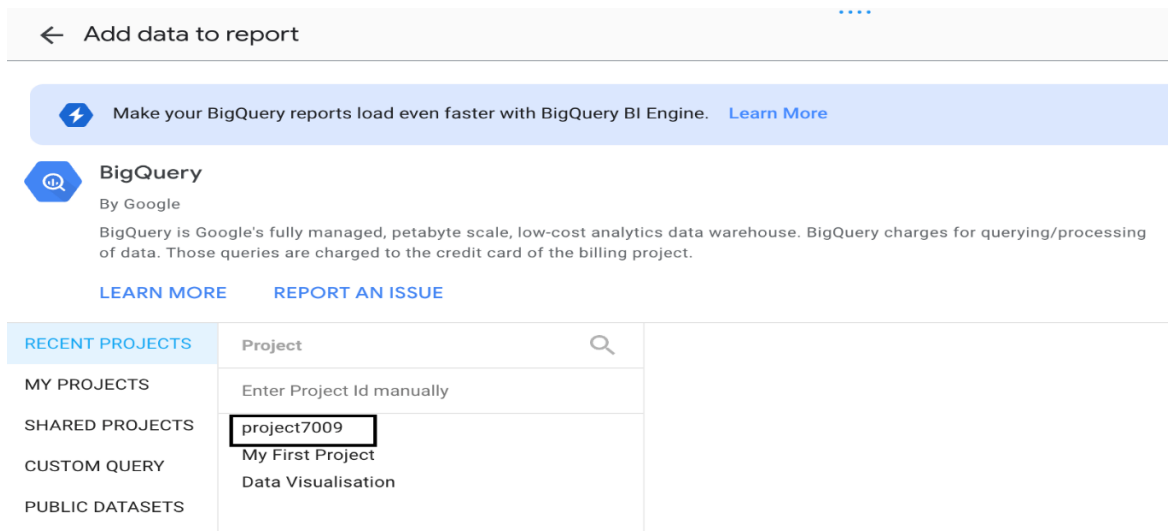 Add data to report
Make your BigQuery reports load even faster with BigQuery BI Engine. Learn More
BigQuery
By Google
BigQuery is Google's fully managed, petabyte scale, low-cost analytics data warehouse. BigQuery charges for querying/processing
of data. Those queries are charged to the credit card of the billing project.
LEARN MORE REPORT AN ISSUE
RECENT PROJECTS
MY PROJECTS
SHARED PROJECTS
CUSTOM QUERY
PUBLIC DATASETS
Project
Enter Project Id manually
project7009
My First Project
Data Visualisation